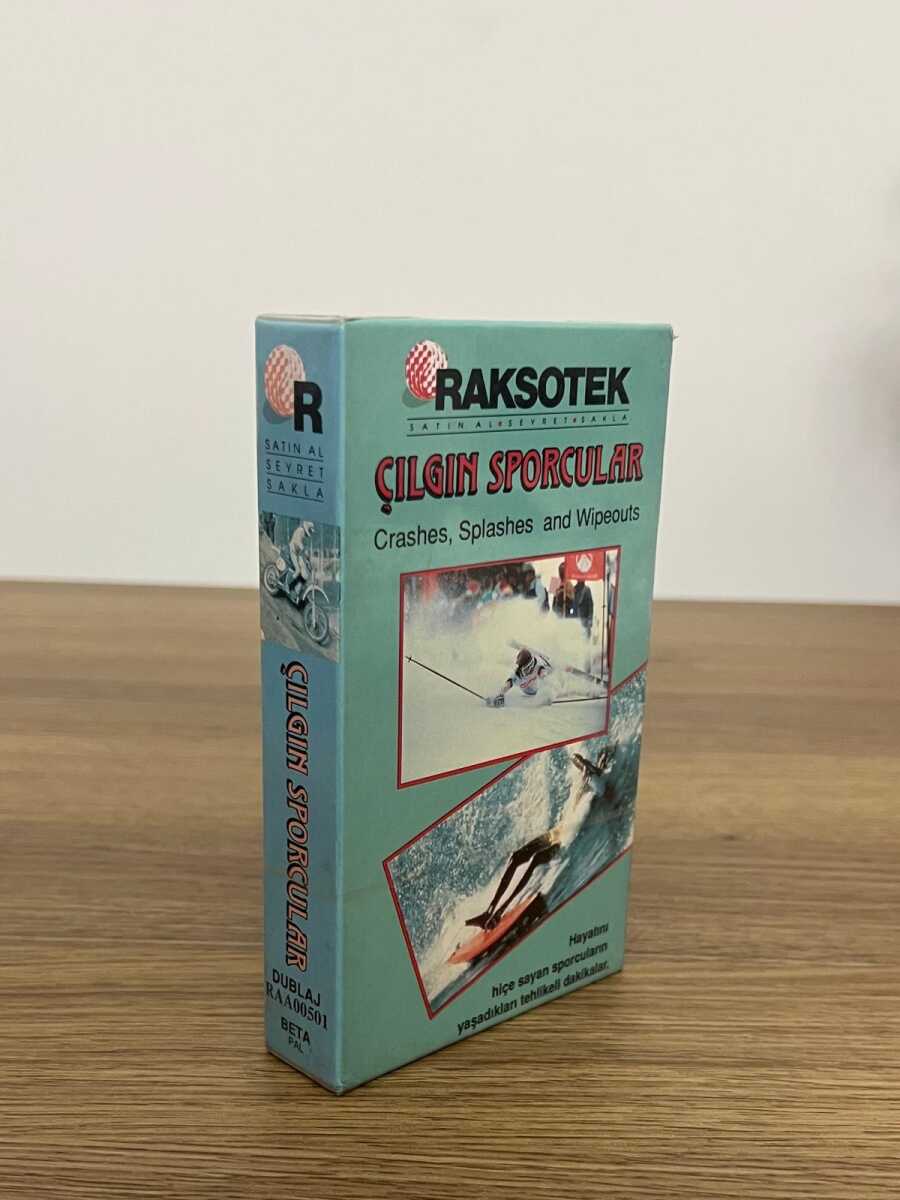 R
SATIN AL
SEYRET
SAKLA
ÇILGIN SPORCULAR
DUBLAJ
RAA00501
BETA
PAL
RAKSOTEK
SATIN AL•SEYRET•SAKLA
ÇILGIN SPORCULAR
Crashes, Splashes and Wipeouts
Hayatını
hiçe sayan sporcuların
yaşadıkları tehlikeli dakikalar.